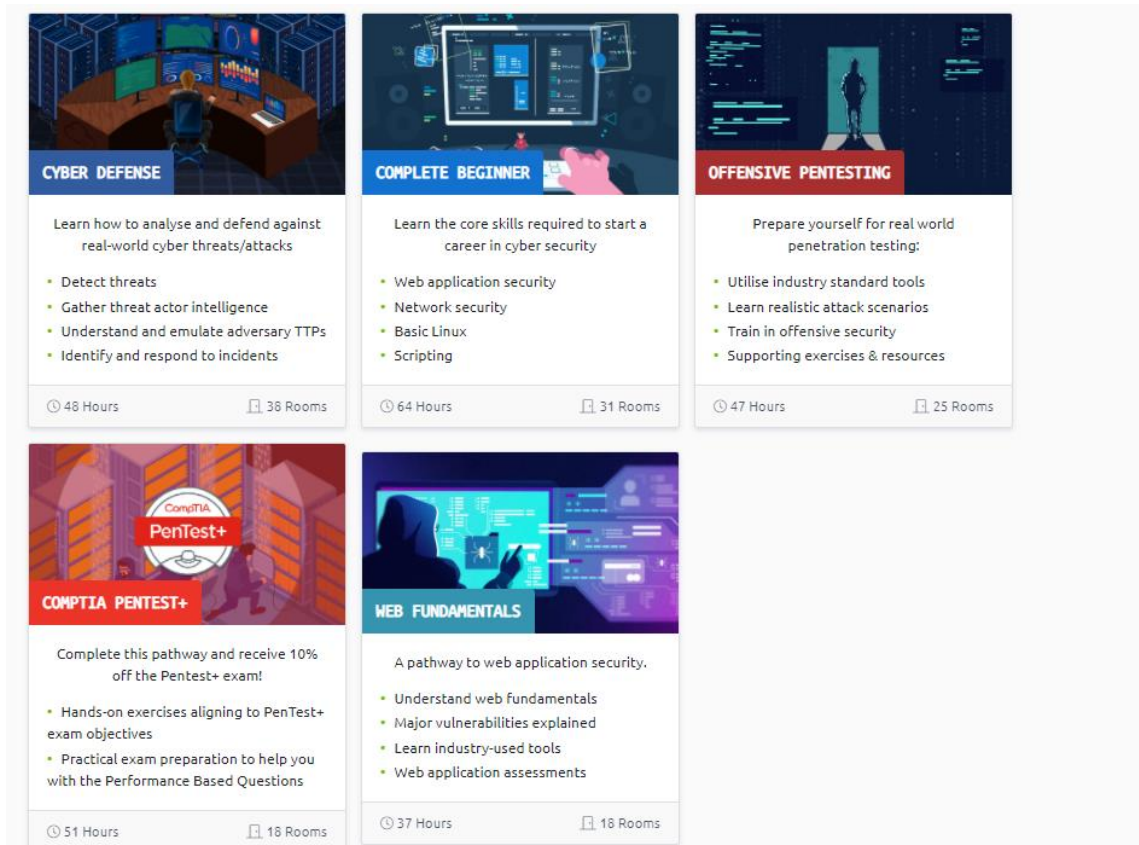 CYBER DEFENSE
Learn how to analyse and defend against
real-world cyber threats/attacks
• Detect threats
• Gather threat actor intelligence
• Understand and emulate adversary TTPs
• Identify and respond to incidents
48 Hours
38 Rooms
COMPLETE BEGINNER
Learn the core skills required to start a
career in cyber security
• Web application security
• Network security
• Basic Linux
• Scripting
64 Hours
31 Rooms
OFFENSIVE PENTESTING
Prepare yourself for real world
penetration testing:
• Utilise industry standard tools
• Learn realistic attack scenarios
• Train in offensive security
• Supporting exercises & resources
47 Hours
25 Rooms
CompTIA
PenTest+
COMPTIA PENTEST+
Complete this pathway and receive 10%
off the Pentest+ exam!
• Hands-on exercises aligning to PenTest+
exam objectives
• Practical exam preparation to help you
with the Performance Based Questions
51 Hours
18 Rooms
WEB FUNDAMENTALS
A pathway to web application security.
• Understand web fundamentals
• Major vulnerabilities explained
• Learn industry-used tools
• Web application assessments
37 Hours
18 Rooms